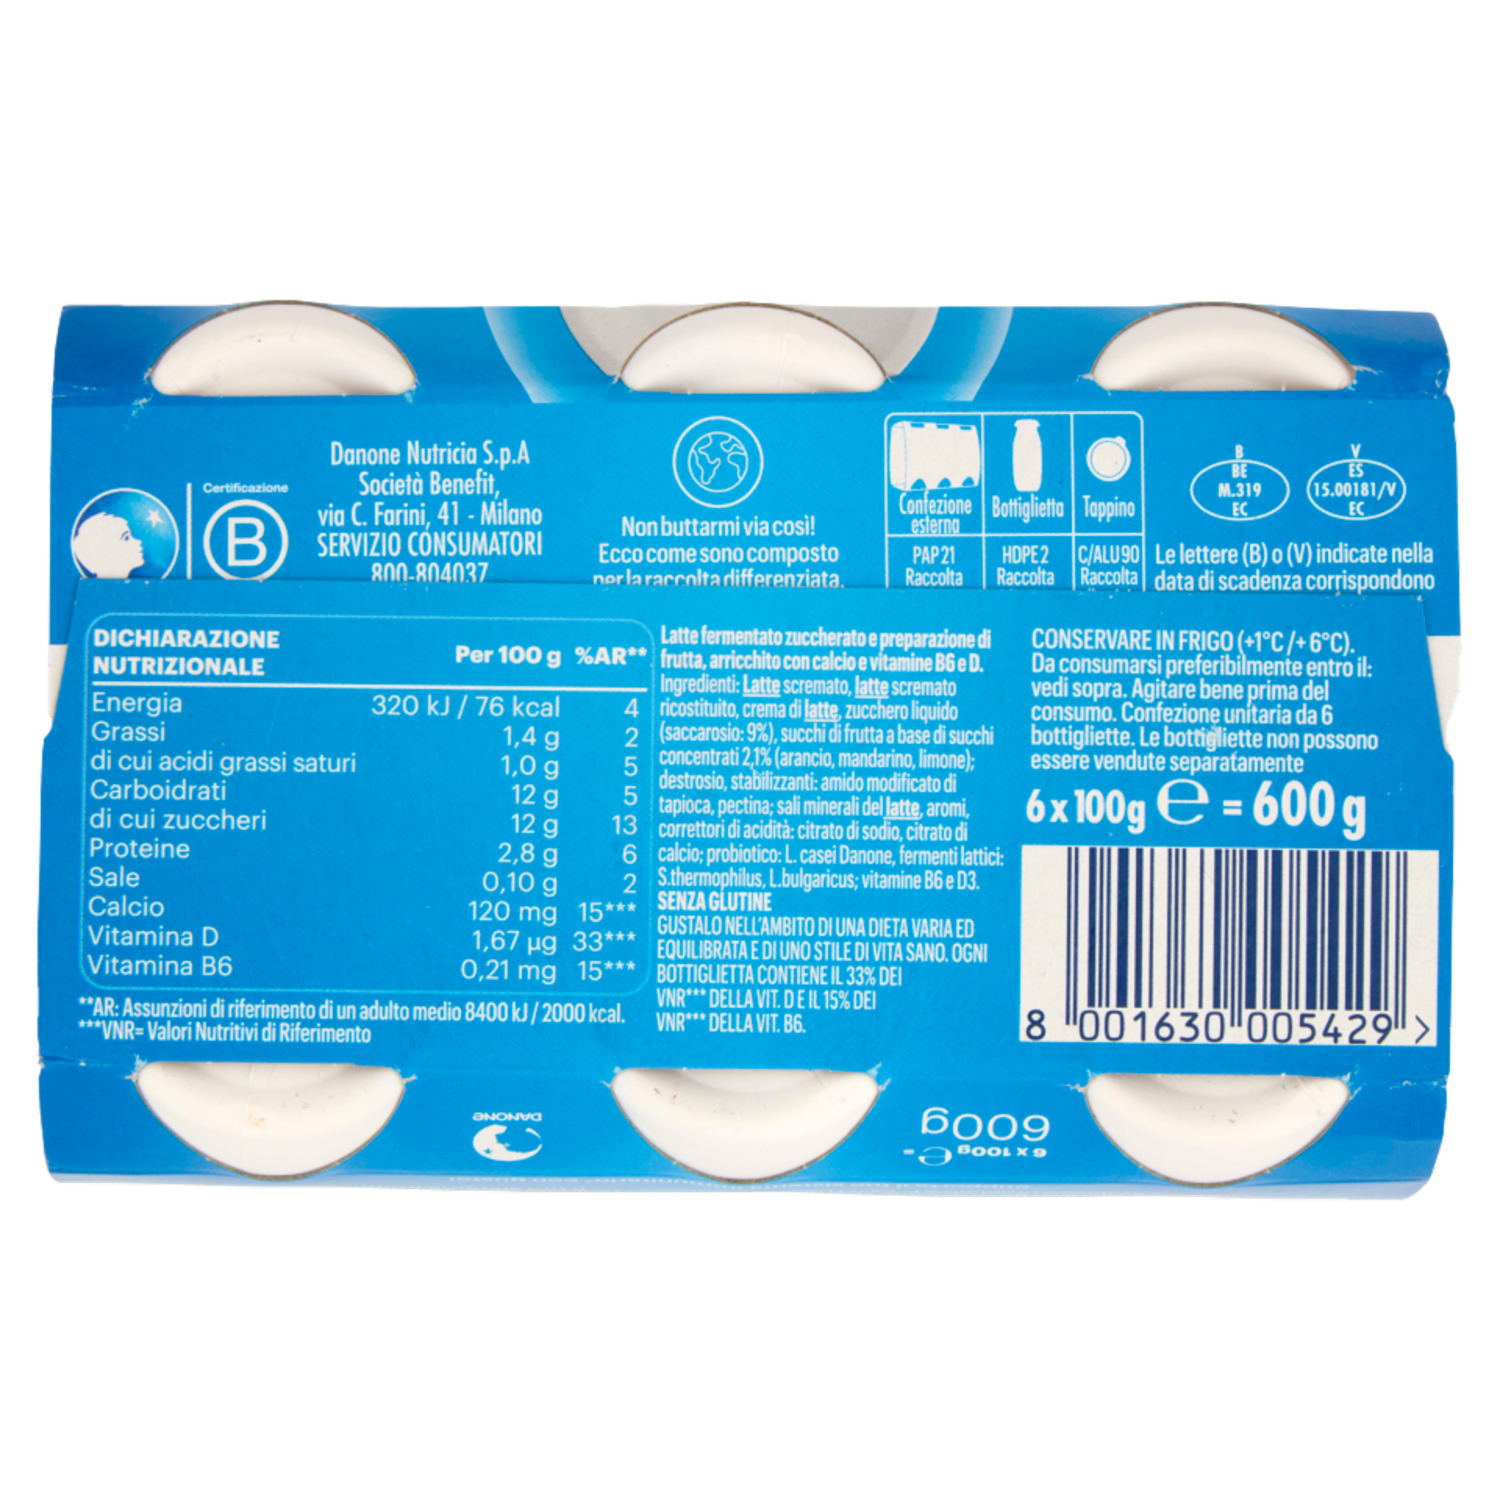 Certificazione
B
Danone Nutricia S.p.A
Società Benefit,
via C. Farini, 41 - Milano
SERVIZIO CONSUMATORI
800-804037
Non buttarmi via così!
Ecco come sono composto
per la raccolta differenziata.
Confezione
esterna
PAP 21
Raccolta
Bottiglietta
HDPE 2
Raccolta
Tappino
C/ALU 90
Raccolta
B
BE
M.319
EC
V
ES
15.00181/V
EC
Le lettere (B) o (V) indicate nella
data di scadenza corrispondono
DICHIARAZIONE
NUTRIZIONALE Per 100 g %AR**
Energia 320 kJ / 76 kcal 4
Grassi 1,4 g 2
di cui acidi grassi saturi 1,0 g 5
Carboidrati 12 g 5
di cui zuccheri 12 g 13
Proteine 2,8 g 6
Sale 0,10 g 2
Calcio 120 mg 15***
Vitamina D 1,67 µg 33***
Vitamina B6 0,21 mg 15***
**AR: Assunzioni di riferimento di un adulto medio 8400 kJ / 2000 kcal.
***VNR= Valori Nutritivi di Riferimento
Latte fermentato zuccherato e preparazione di
frutta, arricchito con calcio e vitamine B6 e D.
Ingredienti: Latte scremato, latte scremato
ricostituito, crema di latte, zucchero liquido
(saccarosio: 9%), succhi di frutta a base di succhi
concentrati 2,1% (arancio, mandarino, limone);
destrosio, stabilizzanti: amido modificato di
tapioca, pectina; sali minerali del latte, aromi,
correttori di acidità: citrato di sodio, citrato di
calcio; probiotico: L. casei Danone, fermenti lattici:
S.thermophilus, L.bulgaricus; vitamine B6 e D3.
SENZA GLUTINE
GUSTALO NELL'AMBITO DI UNA DIETA VARIA ED
EQUILIBRATA E DI UNO STILE DI VITA SANO. OGNI
BOTTIGLIETTA CONTIENE IL 33% DEI
VNR*** DELLA VIT. D E IL 15% DEI
VNR*** DELLA VIT. B6.
CONSERVARE IN FRIGO (+1°C /+ 6°C).
Da consumarsi preferibilmente entro il:
vedi sopra. Agitare bene prima del
consumo. Confezione unitaria da 6
bottigliette. Le bottigliette non possono
essere vendute separatamente
6 x 100g ℮ = 600 g
8 001630 005429 >
DANONE
6 x 100g ℮ =
600g